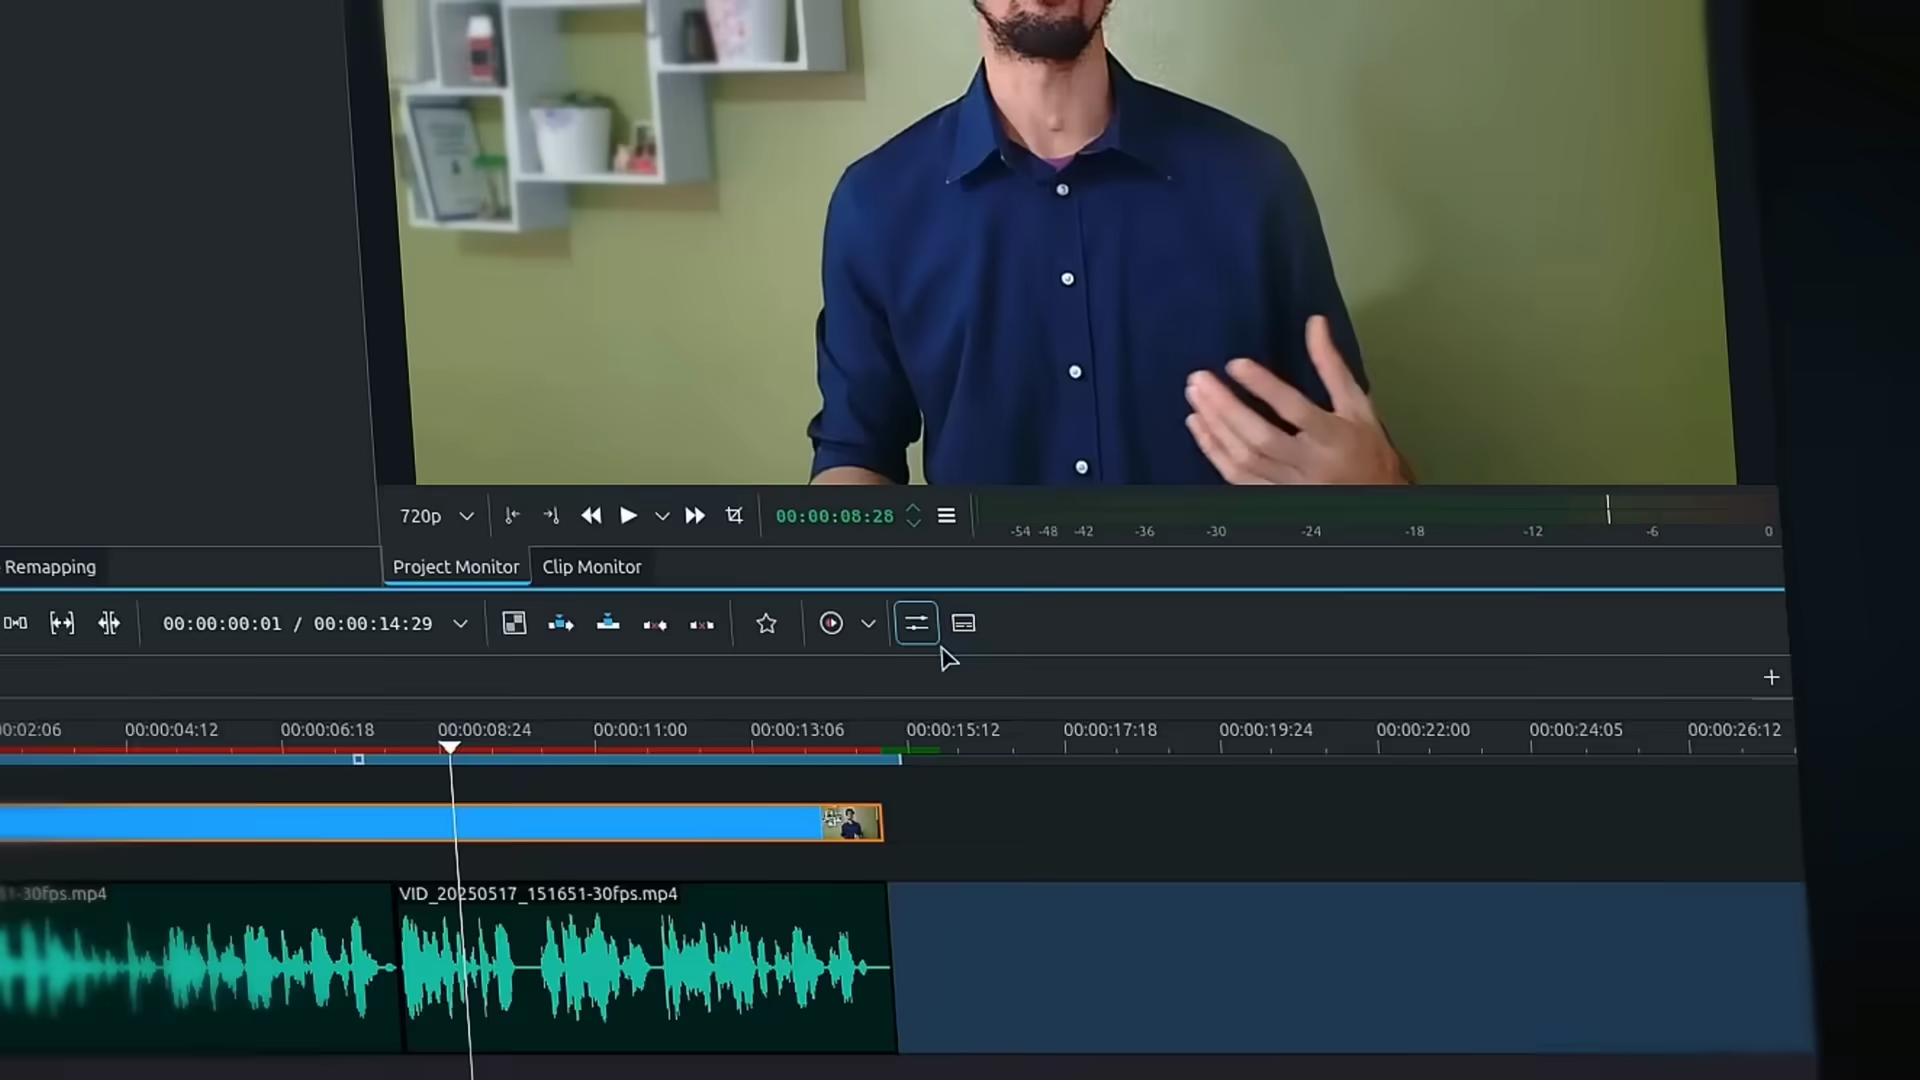 720p
00:00:08:28
-54 -48 -42 -36 -30 -24 -18 -12 -6 0
Remapping
Project Monitor
Clip Monitor
00:00:00:01 / 00:00:14:29
00:02:06 00:00:04:12 00:00:06:18 00:00:08:24 00:00:11:00 00:00:13:06 00:00:15:12 00:00:17:18 00:00:19:24 00:00:22:00 00:00:24:05 00:00:26:12
51-30fps.mp4
VID_20250517_151651-30fps.mp4